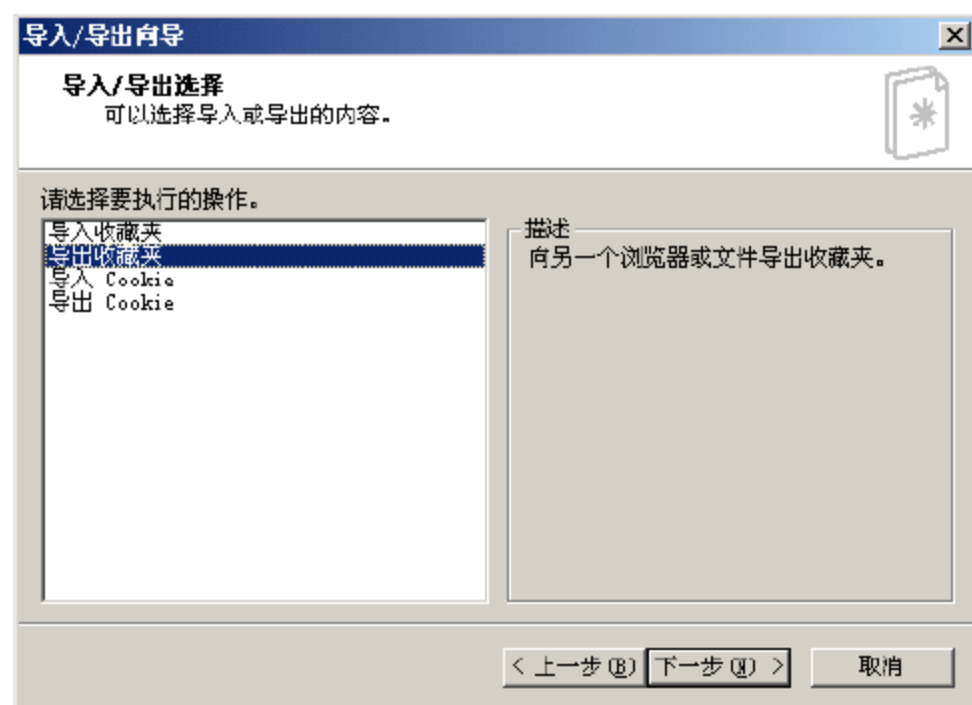 导入/导出向导
导入/导出选择
可以选择导入或导出的内容。
请选择要执行的操作。
导入收藏夹
导出收藏夹
导入 Cookie
导出 Cookie
描述
向另一个浏览器或文件导出收藏夹。
< 上一步(B) 下一步(N) > 取消